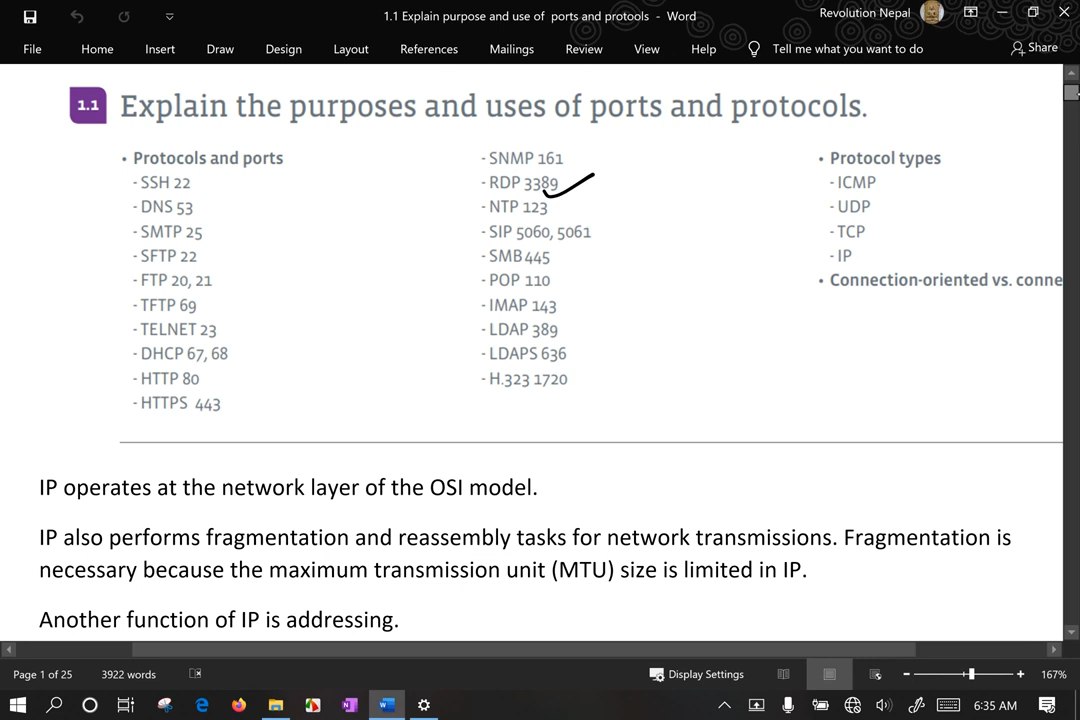 1.1 Explain purpose and use of ports and protools - Word
Revolution Nepal
File Home Insert Draw Design Layout References Mailings Review View Help Tell me what you want to do Share
1.1 Explain the purposes and uses of ports and protocols.
• Protocols and ports
- SSH 22
- DNS 53
- SMTP 25
- SFTP 22
- FTP 20, 21
- TFTP 69
- TELNET 23
- DHCP 67, 68
- HTTP 80
- HTTPS 443
- SNMP 161
- RDP 3389
- NTP 123
- SIP 5060, 5061
- SMB 445
- POP 110
- IMAP 143
- LDAP 389
- LDAPS 636
- H.323 1720
• Protocol types
- ICMP
- UDP
- TCP
- IP
• Connection-oriented vs. conne
IP operates at the network layer of the OSI model.
IP also performs fragmentation and reassembly tasks for network transmissions. Fragmentation is
necessary because the maximum transmission unit (MTU) size is limited in IP.
Another function of IP is addressing.
Page 1 of 25 3922 words Display Settings 167%
6:35 AM